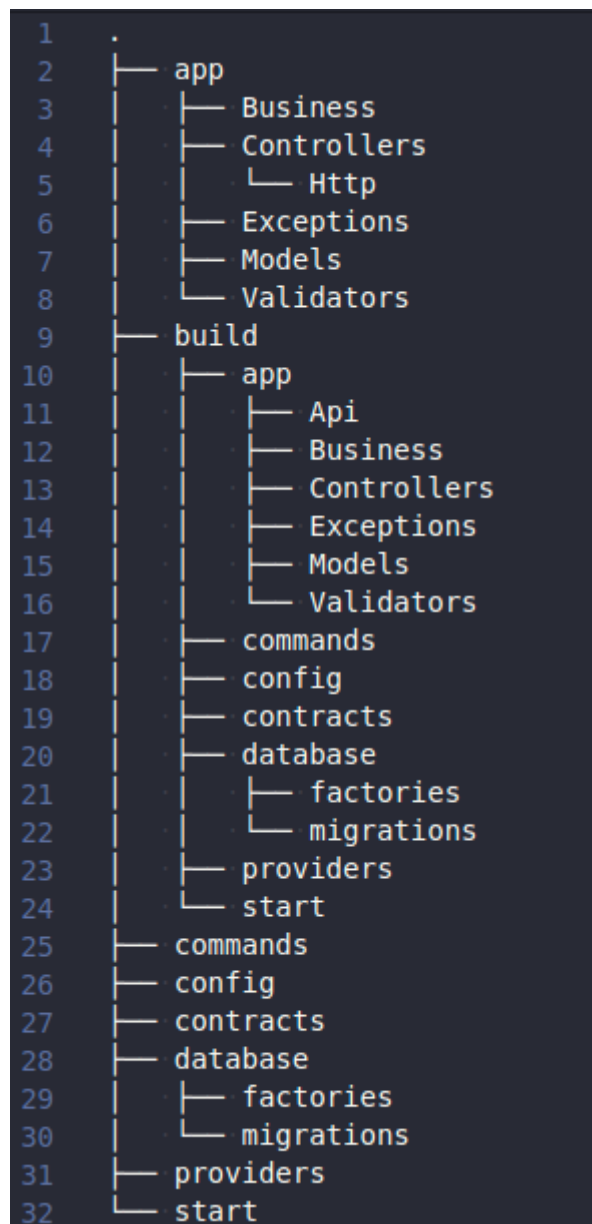 1 .
2 ├── app
3 │   ├── Business
4 │   ├── Controllers
5 │   │   └── Http
6 │   ├── Exceptions
7 │   ├── Models
8 │   └── Validators
9 ├── build
10 │   ├── app
11 │   │   ├── Api
12 │   │   ├── Business
13 │   │   ├── Controllers
14 │   │   ├── Exceptions
15 │   │   ├── Models
16 │   │   └── Validators
17 │   ├── commands
18 │   ├── config
19 │   ├── contracts
20 │   ├── database
21 │   │   ├── factories
22 │   │   └── migrations
23 │   ├── providers
24 │   └── start
25 ├── commands
26 ├── config
27 ├── contracts
28 ├── database
29 │   ├── factories
30 │   └── migrations
31 ├── providers
32 └── start